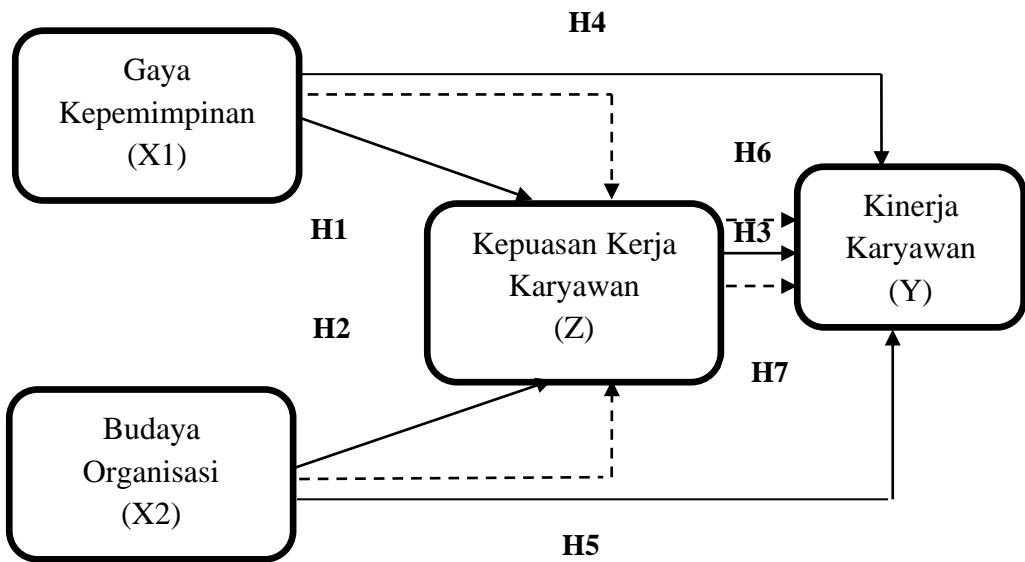 H4
Gaya
Kepemimpinan
(X1)
H6
Kinerja
Karyawan
(Y)
H1
H3
Kepuasan Kerja
Karyawan
(Z)
H2
H7
Budaya
Organisasi
(X2)
H5